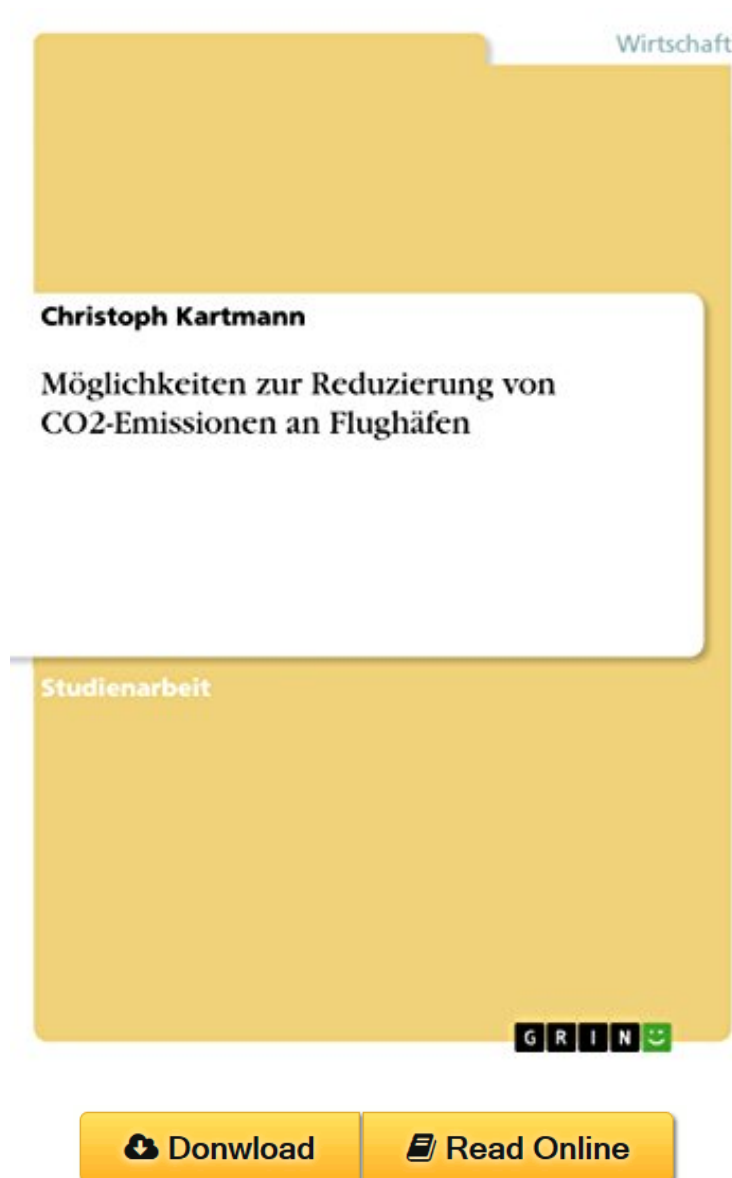 Wirtschaft
Christoph Kartmann
Möglichkeiten zur Reduzierung von
CO2-Emissionen an Flughäfen
Studienarbeit
GRIN
Donwload Read Online